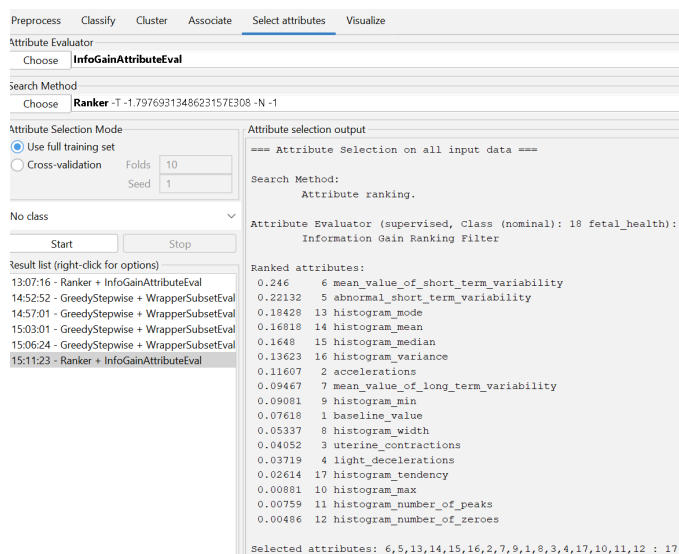 Preprocess Classify Cluster Associate Select attributes Visualize
Attribute Evaluator
Choose InfoGainAttributeEval
Search Method
Choose Ranker -T -1.7976931348623157E308 -N -1
Attribute Selection Mode
Use full training set
Cross-validation Folds 10
Seed 1
No class
Start Stop
Result list (right-click for options)
13:07:16 - Ranker + InfoGainAttributeEval
14:52:52 - GreedyStepwise + WrapperSubsetEval
14:57:01 - GreedyStepwise + WrapperSubsetEval
15:03:01 - GreedyStepwise + WrapperSubsetEval
15:06:24 - GreedyStepwise + WrapperSubsetEval
15:11:23 - Ranker + InfoGainAttributeEval
Attribute selection output
=== Attribute Selection on all input data ===
Search Method:
Attribute ranking.
Attribute Evaluator (supervised, Class (nominal): 18 fetal_health):
Information Gain Ranking Filter
Ranked attributes:
0.246 6 mean_value_of_short_term_variability
0.22132 5 abnormal_short_term_variability
0.18428 13 histogram_mode
0.16818 14 histogram_mean
0.1648 15 histogram_median
0.13623 16 histogram_variance
0.11607 2 accelerations
0.09467 7 mean_value_of_long_term_variability
0.09081 9 histogram_min
0.07618 1 baseline_value
0.05337 8 histogram_width
0.04052 3 uterine_contractions
0.03719 4 light_decelerations
0.02614 17 histogram_tendency
0.00881 10 histogram_max
0.00759 11 histogram_number_of_peaks
0.00486 12 histogram_number_of_zeroes
Selected attributes: 6,5,13,14,15,16,2,7,9,1,8,3,4,17,10,11,12 : 17